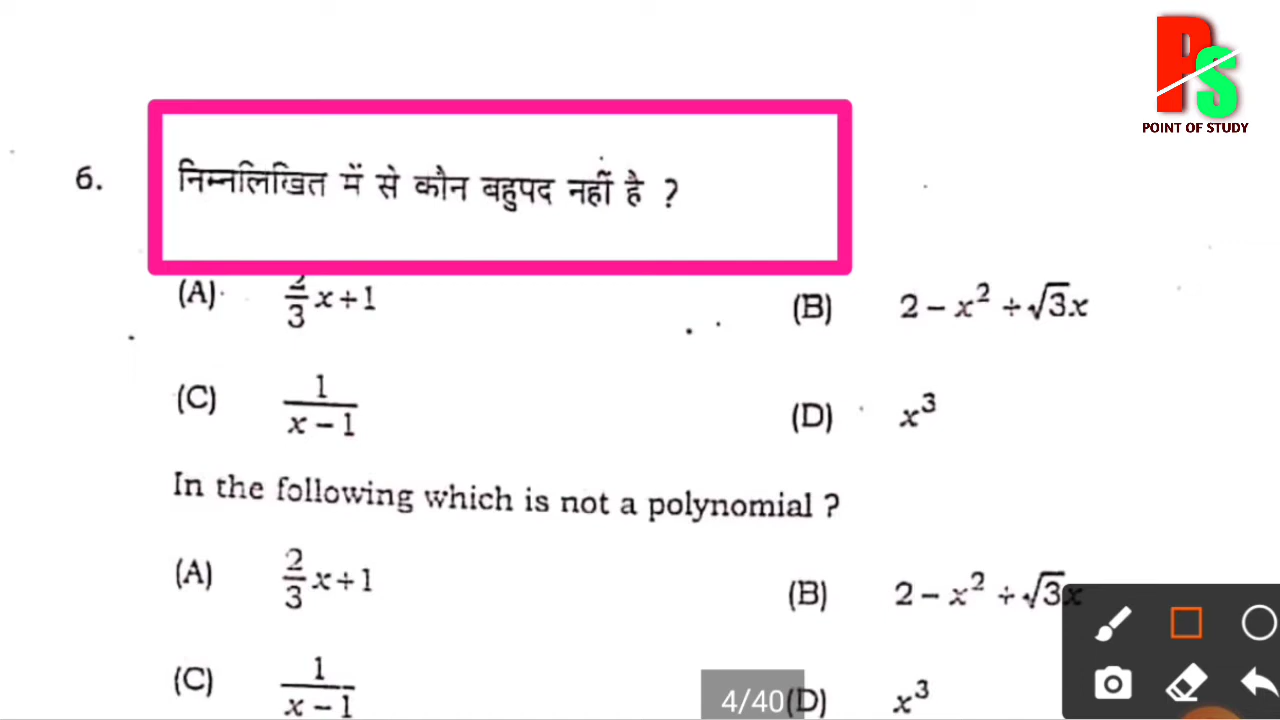 PS
POINT OF STUDY
6. निम्नलिखित में से कौन बहुपद नहीं है ?
(A) 2/3 x+1 (B) 2 – x² ÷ √3x
(C) 1/(x – 1) (D) x³
In the following which is not a polynomial ?
(A) 2/3 x+1 (B) 2 – x² ÷ √3x
(C) 1/(x – 1) 4/40 (D) x³